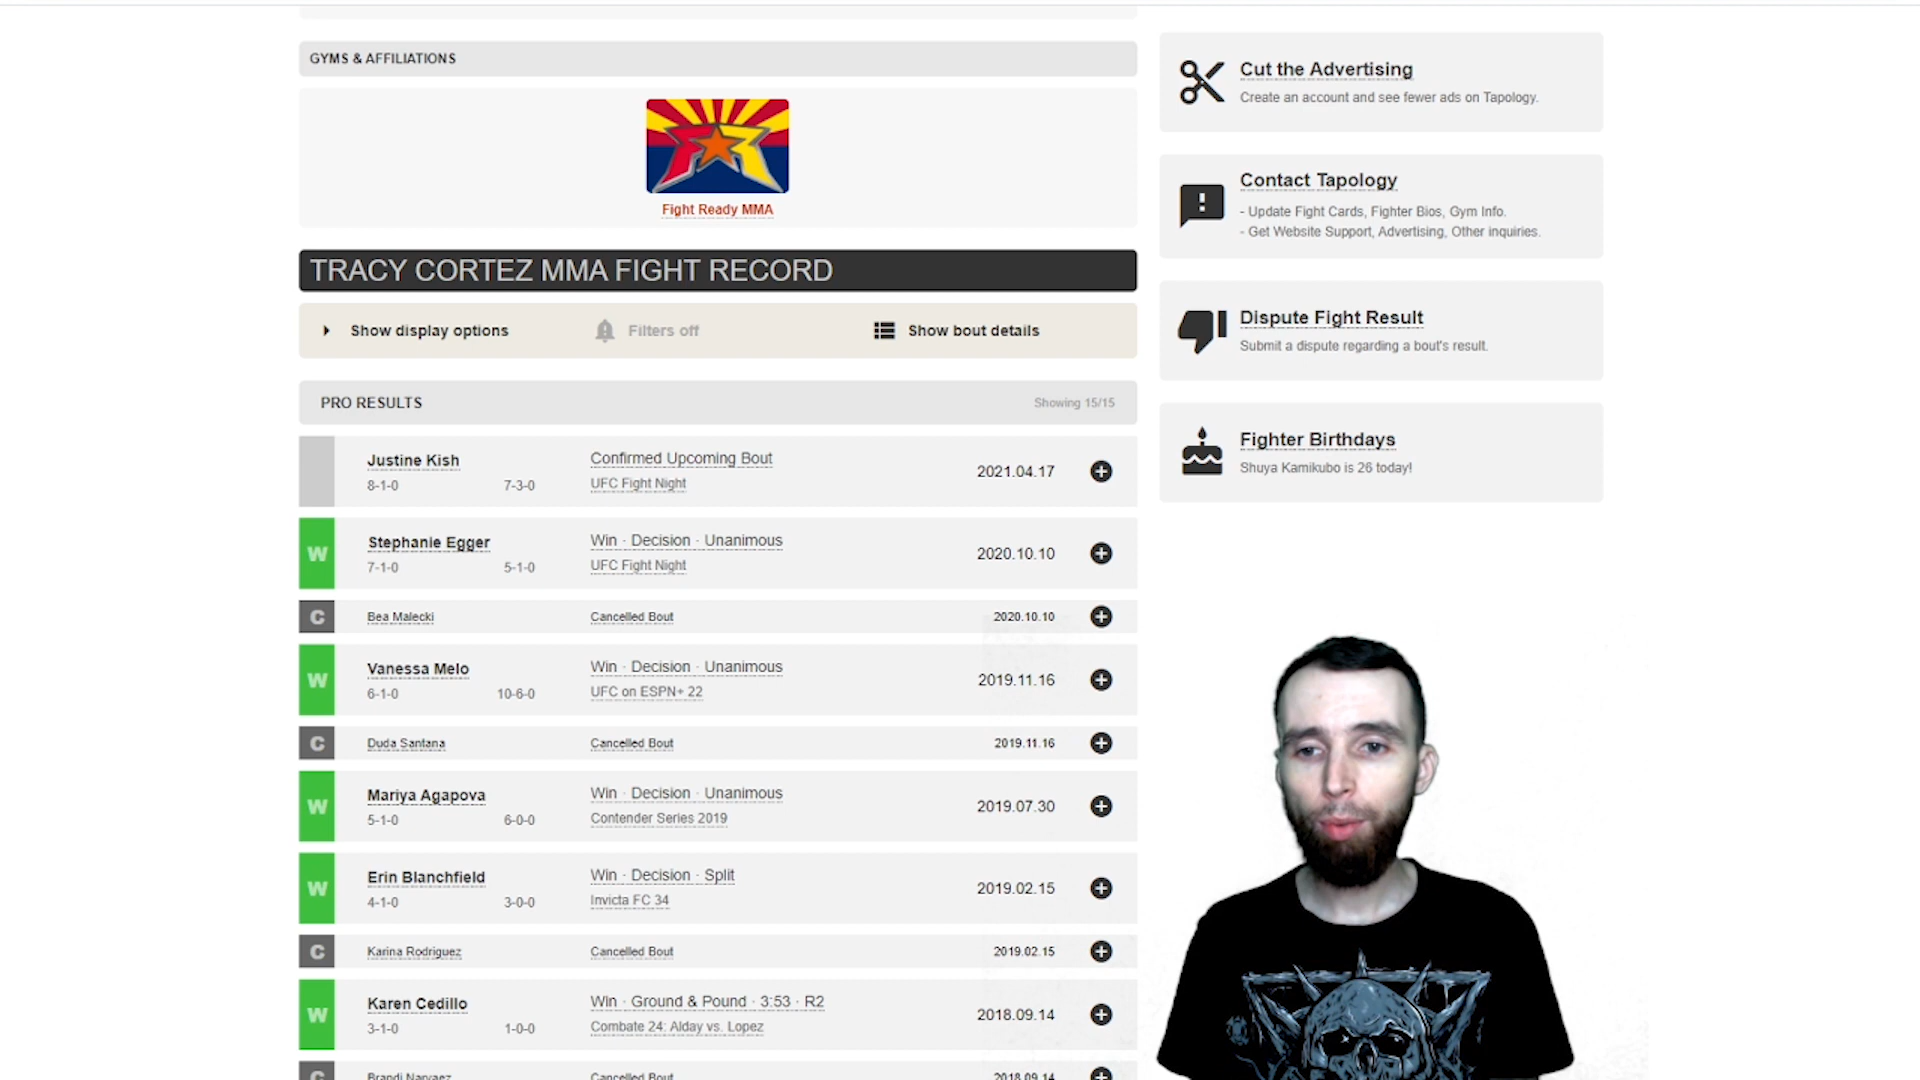 GYMS & AFFILIATIONS
Fight Ready MMA
TRACY CORTEZ MMA FIGHT RECORD
Show display options
Filters off
Show bout details
PRO RESULTS
Showing 15/15
Justine Kish
Confirmed Upcoming Bout
2021.04.17
8-1-0
7-3-0
UFC Fight Night
W
Stephanie Egger
Win · Decision · Unanimous
2020.10.10
7-1-0
5-1-0
UFC Fight Night
C
Bea Malecki
Cancelled Bout
2020.10.10
W
Vanessa Melo
Win · Decision · Unanimous
2019.11.16
6-1-0
10-6-0
UFC on ESPN+ 22
C
Duda Santana
Cancelled Bout
2019.11.16
W
Mariya Agapova
Win · Decision · Unanimous
2019.07.30
5-1-0
6-0-0
Contender Series 2019
W
Erin Blanchfield
Win · Decision · Split
2019.02.15
4-1-0
3-0-0
Invicta FC 34
C
Karina Rodriguez
Cancelled Bout
2019.02.15
W
Karen Cedillo
Win · Ground & Pound · 3:53 · R2
2018.09.14
3-1-0
1-0-0
Combate 24: Alday vs. Lopez
C
Brandi Narvaez
Cancelled Bout
2018.09.14
Cut the Advertising
Create an account and see fewer ads on Tapology.
Contact Tapology
- Update Fight Cards, Fighter Bios, Gym Info.
- Get Website Support, Advertising, Other inquiries.
Dispute Fight Result
Submit a dispute regarding a bout's result.
Fighter Birthdays
Shuya Kamikubo is 26 today!